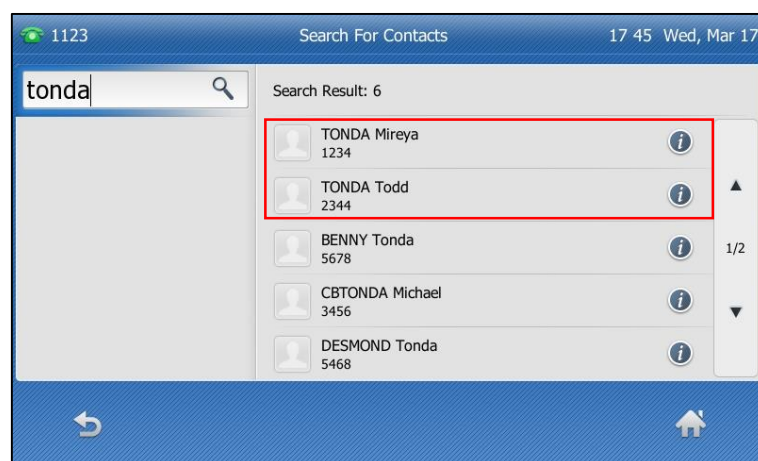 1123 Search For Contacts 17 45 Wed, Mar 17
tonda
Search Result: 6
TONDA Mireya
1234
TONDA Todd
2344
BENNY Tonda
5678
1/2
CBTONDA Michael
3456
DESMOND Tonda
5468